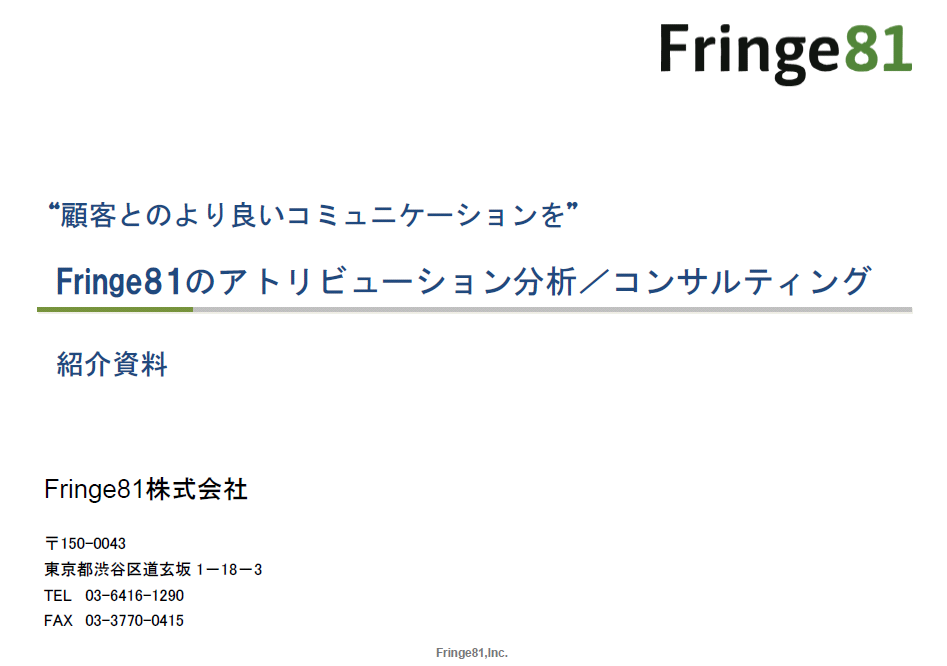 Fringe81
“顧客とのより良いコミュニケーションを”
Fringe81のアトリビューション分析／コンサルティング
紹介資料
Fringe81株式会社
〒150-0043
東京都渋谷区道玄坂 1－18－3
TEL 03-6416-1290
FAX 03-3770-0415
Fringe81,Inc.